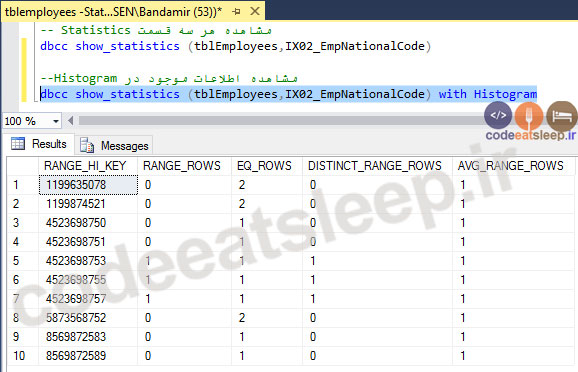 tblemployees -Stat...SEN\Bandamir (53))*
-- Statistics مشاهده هر سه قسمت
dbcc show_statistics (tblEmployees,IX02_EmpNationalCode)
--Histogram مشاهده اطلاعات موجود در
dbcc show_statistics (tblEmployees,IX02_EmpNationalCode) with Histogram
100 %
codeeatsleep.ir
Results Messages
RANGE_HI_KEY RANGE_ROWS EQ_ROWS DISTINCT_RANGE_ROWS AVG_RANGE_ROWS
1 1199635078 0 2 0 1
2 1199874521 0 2 0 1
3 4523698750 0 1 0 1
4 4523698751 0 1 0 1
5 4523698753 1 1 1 1
6 4523698755 1 1 1 1
7 4523698757 1 1 1 1
8 5873568752 0 2 0 1
9 8569872583 0 1 0 1
10 8569872589 0 1 0 1
codeeatsleep.ir